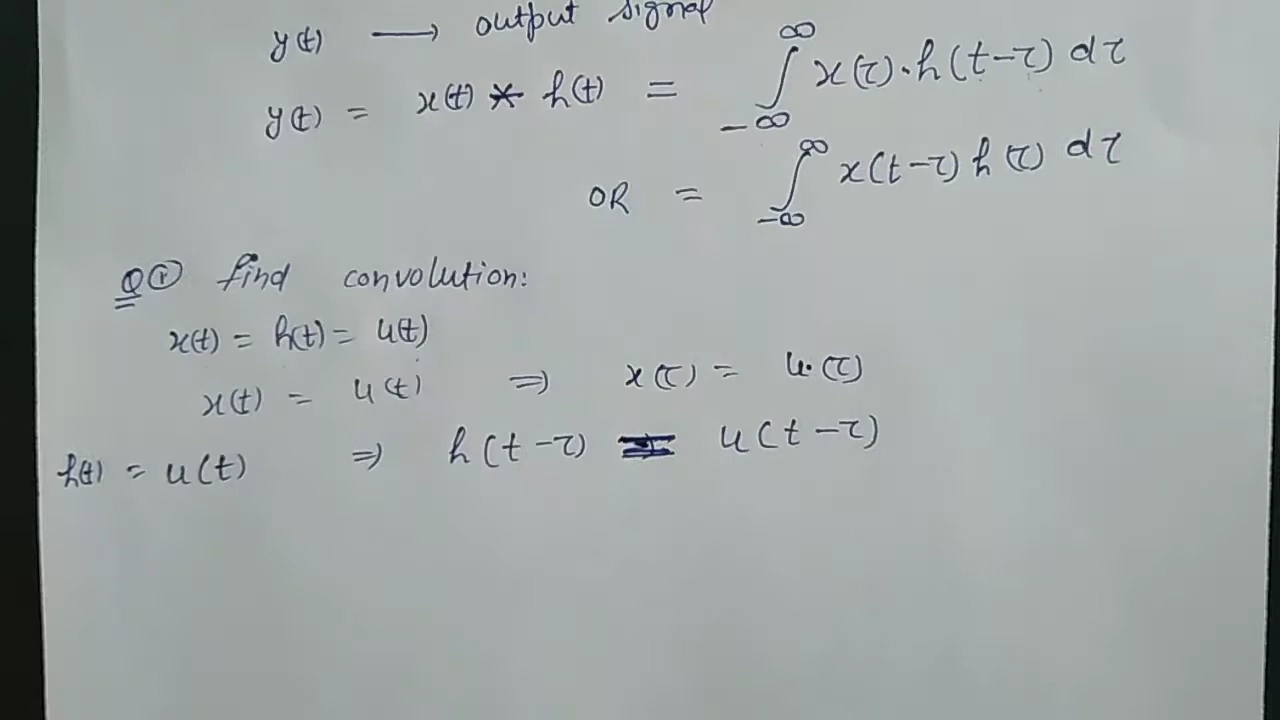 y(t) ⟶ output signal
y(t) = x(t) * h(t) = ∫_{-∞}^{∞} x(τ)·h(t-τ) dτ
OR = ∫_{-∞}^{∞} x(t-τ) h(τ) dτ
Q① find convolution:
x(t) = h(t) = u(t)
x(t) = u(t) ⇒ x(τ) = u(τ)
h(t) = u(t) ⇒ h(t-τ) = u(t-τ)